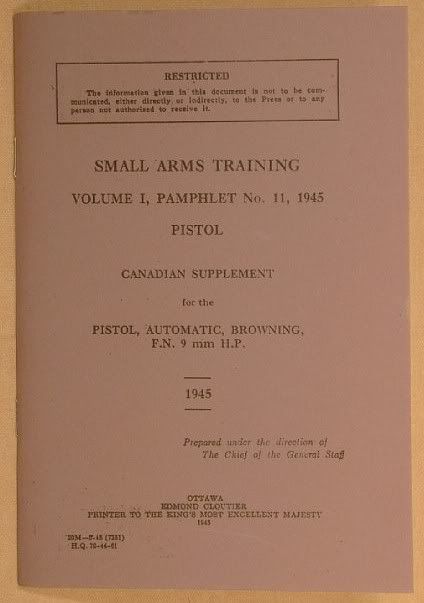 RESTRICTED
The information given in this document is not to be com-
municated, either directly or indirectly, to the Press or to any
person not authorised to receive it.
SMALL ARMS TRAINING
VOLUME I, PAMPHLET No. 11, 1945
PISTOL
CANADIAN SUPPLEMENT
for the
PISTOL, AUTOMATIC, BROWNING,
F.N. 9 mm H.P.
1945
Prepared under the direction of
The Chief of the General Staff
OTTAWA
EDMOND CLOUTIER
PRINTER TO THE KING'S MOST EXCELLENT MAJESTY
1945
H.Q.